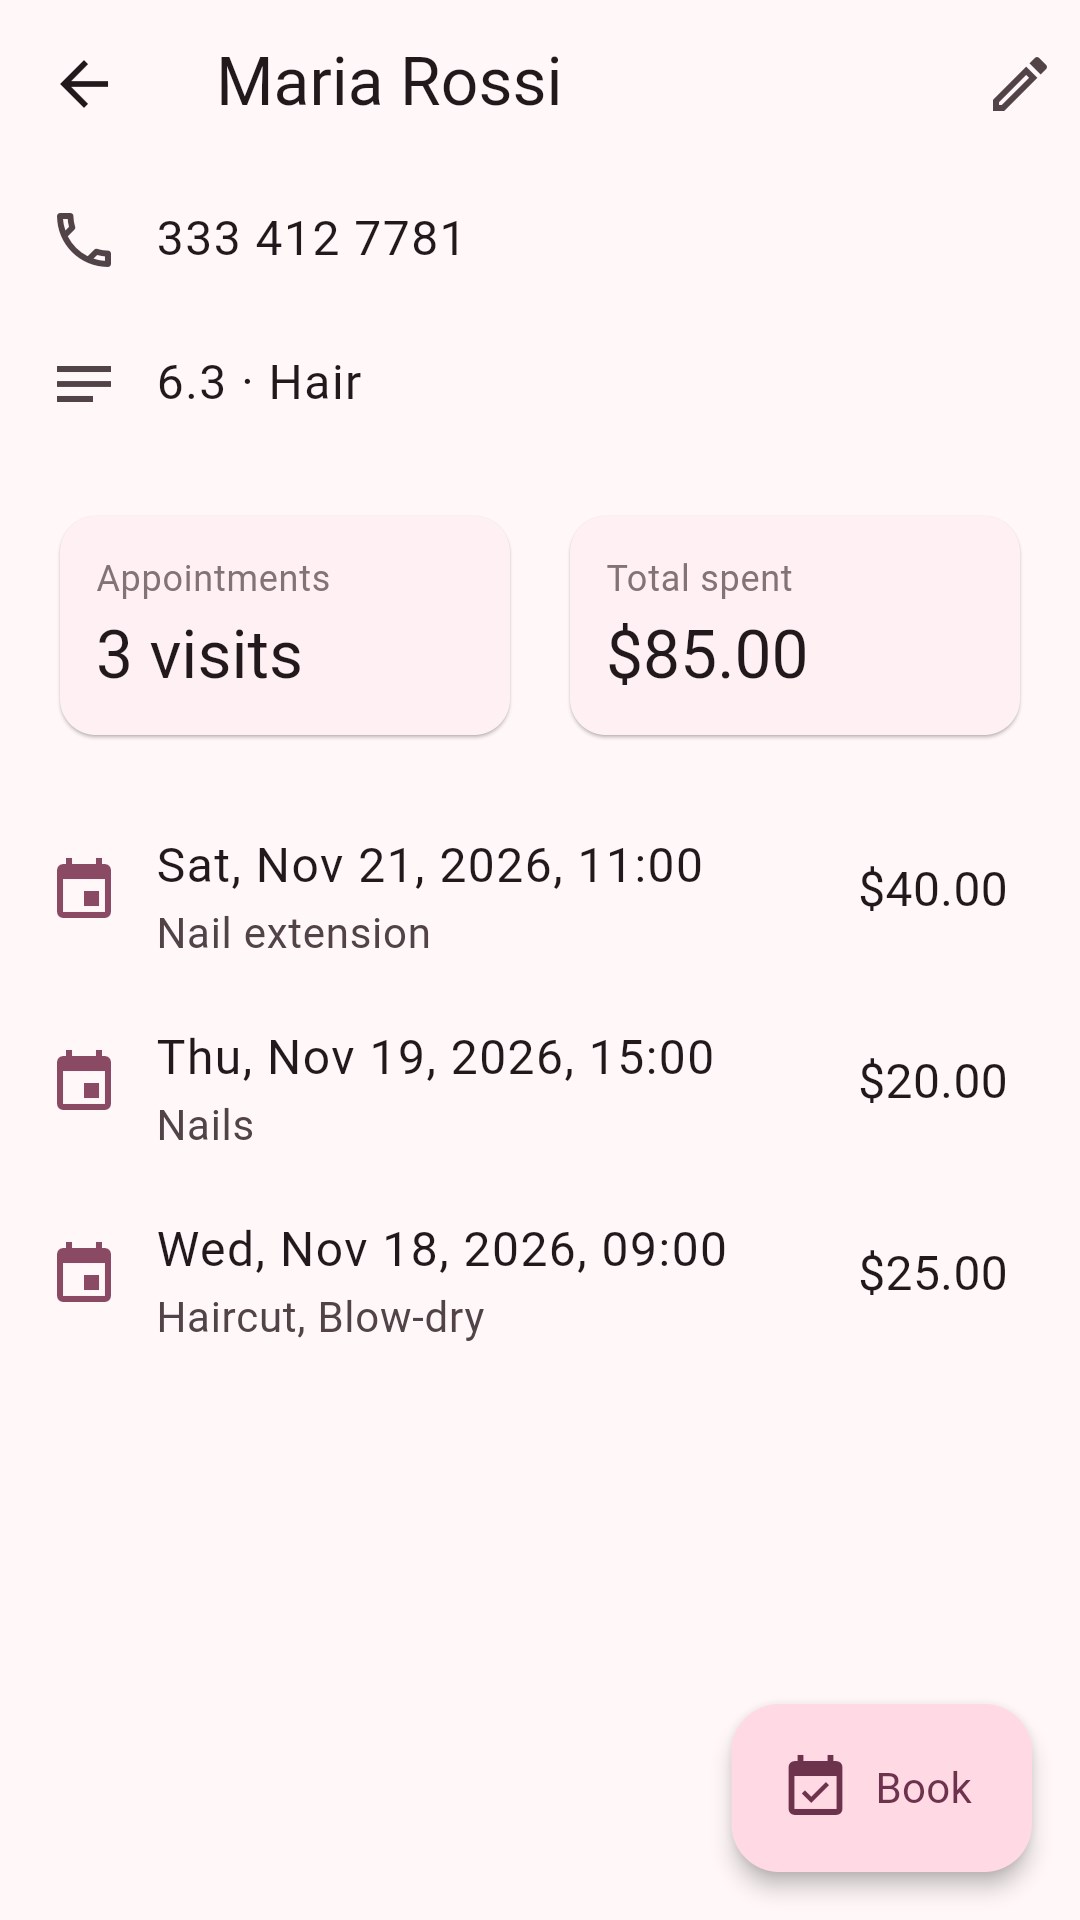 Maria Rossi
333 412 7781
6.3 · Hair
Appointments
3 visits
Total spent
$85.00
Sat, Nov 21, 2026, 11:00
Nail extension
$40.00
Thu, Nov 19, 2026, 15:00
Nails
$20.00
Wed, Nov 18, 2026, 09:00
Haircut, Blow-dry
$25.00
Book